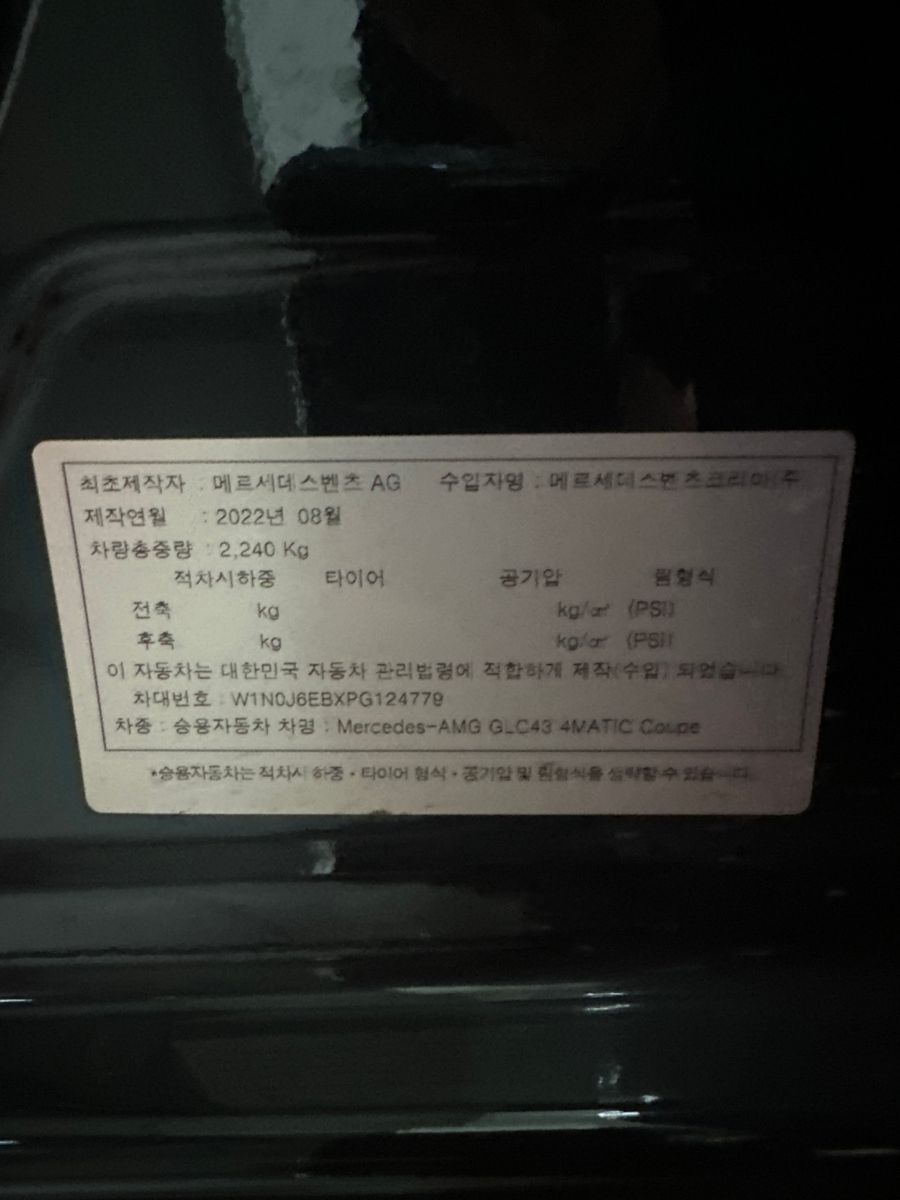 최초제작자 : 메르세데스벤츠 AG 수입자명 : 메르세데스벤츠코리아(주
제작연월 : 2022년 08월
차량총중량 : 2,240 Kg
적차시하중 타이어 공기압 림형식
전축 kg kg/㎠ (PSI)
후축 kg kg/㎠ (PSI)
이 자동차는 대한민국 자동차 관리법령에 적합하게 제작(수입) 되었습니다
차대번호 : W1N0J6EBXPG124779
차종 : 승용자동차 차명 : Mercedes-AMG GLC43 4MATIC Coupe
*승용자동차는 적차시 하중・타이어 형식・공기압 및 림형식을 생략할 수 있습니다.